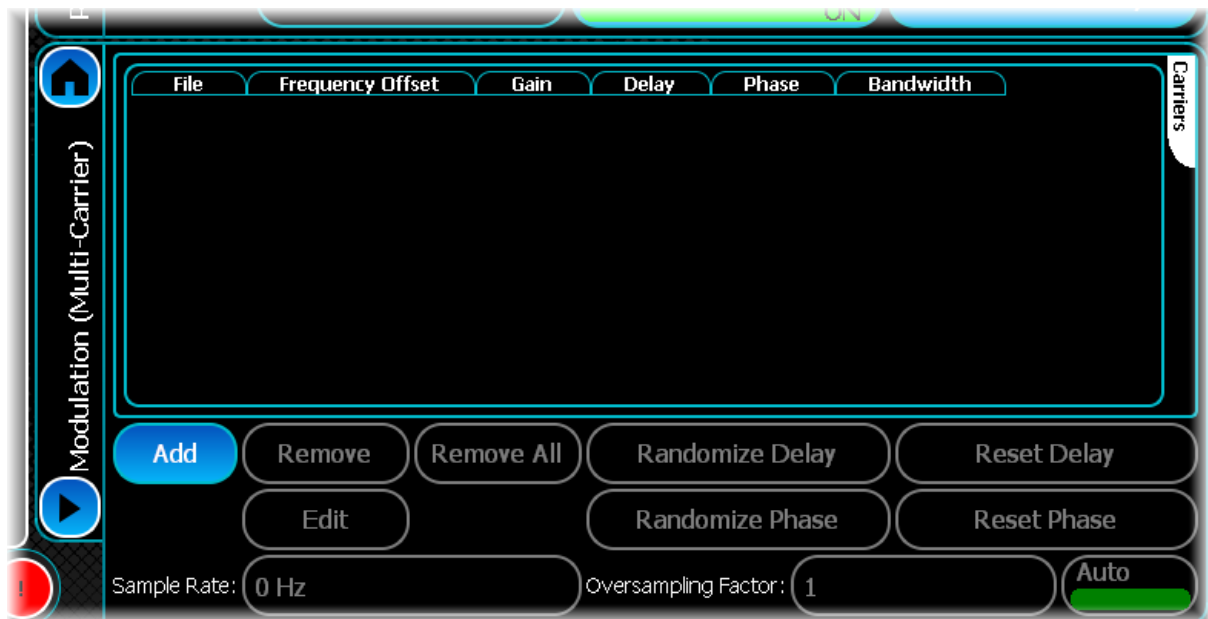 ON
File Frequency Offset Gain Delay Phase Bandwidth
Carriers
Modulation (Multi-Carrier)
Add Remove Remove All Randomize Delay Reset Delay
Edit Randomize Phase Reset Phase
Sample Rate: 0 Hz Oversampling Factor: 1 Auto
!